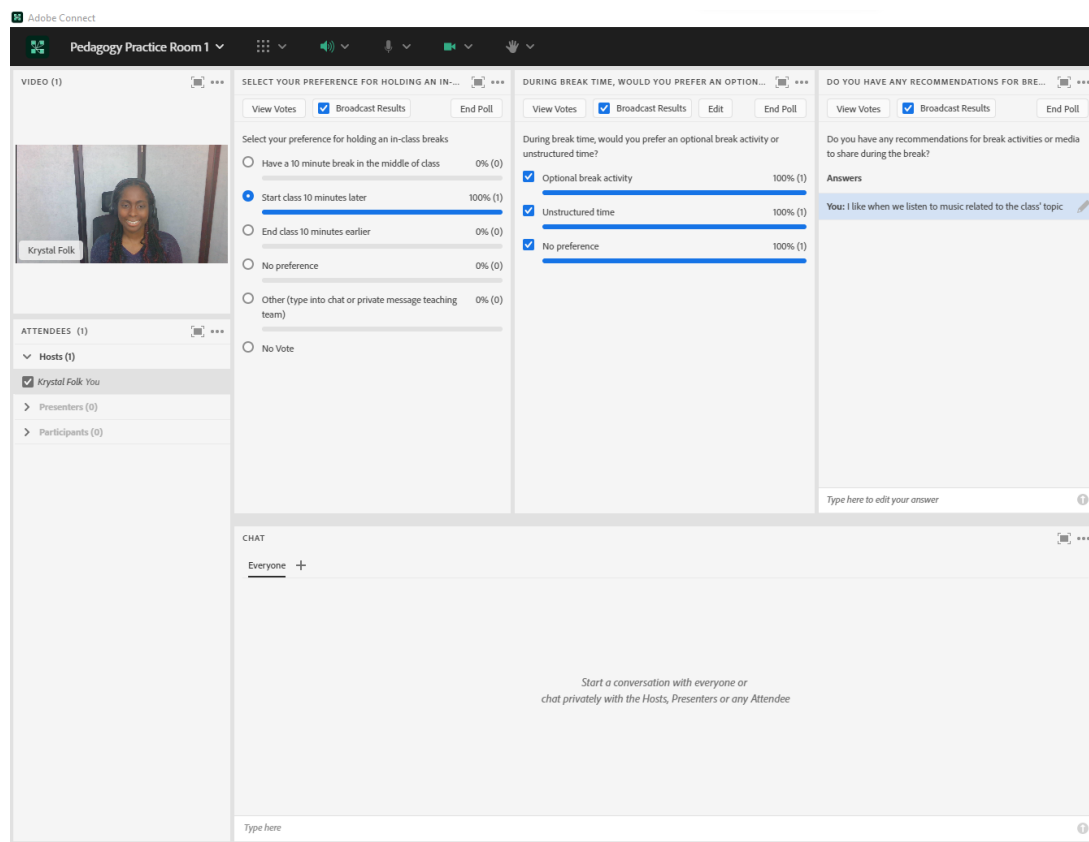 Adobe Connect
Pedagogy Practice Room 1
VIDEO (1)
Krystal Folk
ATTENDEES (1)
Hosts (1)
Krystal Folk You
Presenters (0)
Participants (0)
SELECT YOUR PREFERENCE FOR HOLDING AN IN-...
View Votes
Broadcast Results
End Poll
Select your preference for holding an in-class breaks
Have a 10 minute break in the middle of class 0% (0)
Start class 10 minutes later 100% (1)
End class 10 minutes earlier 0% (0)
No preference 0% (0)
Other (type into chat or private message teaching 0% (0)
team)
No Vote
DURING BREAK TIME, WOULD YOU PREFER AN OPTION...
View Votes
Broadcast Results
Edit
End Poll
During break time, would you prefer an optional break activity or
unstructured time?
Optional break activity 100% (1)
Unstructured time 100% (1)
No preference 100% (1)
DO YOU HAVE ANY RECOMMENDATIONS FOR BRE...
View Votes
Broadcast Results
End Poll
Do you have any recommendations for break activities or media
to share during the break?
Answers
You: I like when we listen to music related to the class' topic
Type here to edit your answer
CHAT
Everyone
Start a conversation with everyone or
chat privately with the Hosts, Presenters or any Attendee
Type here